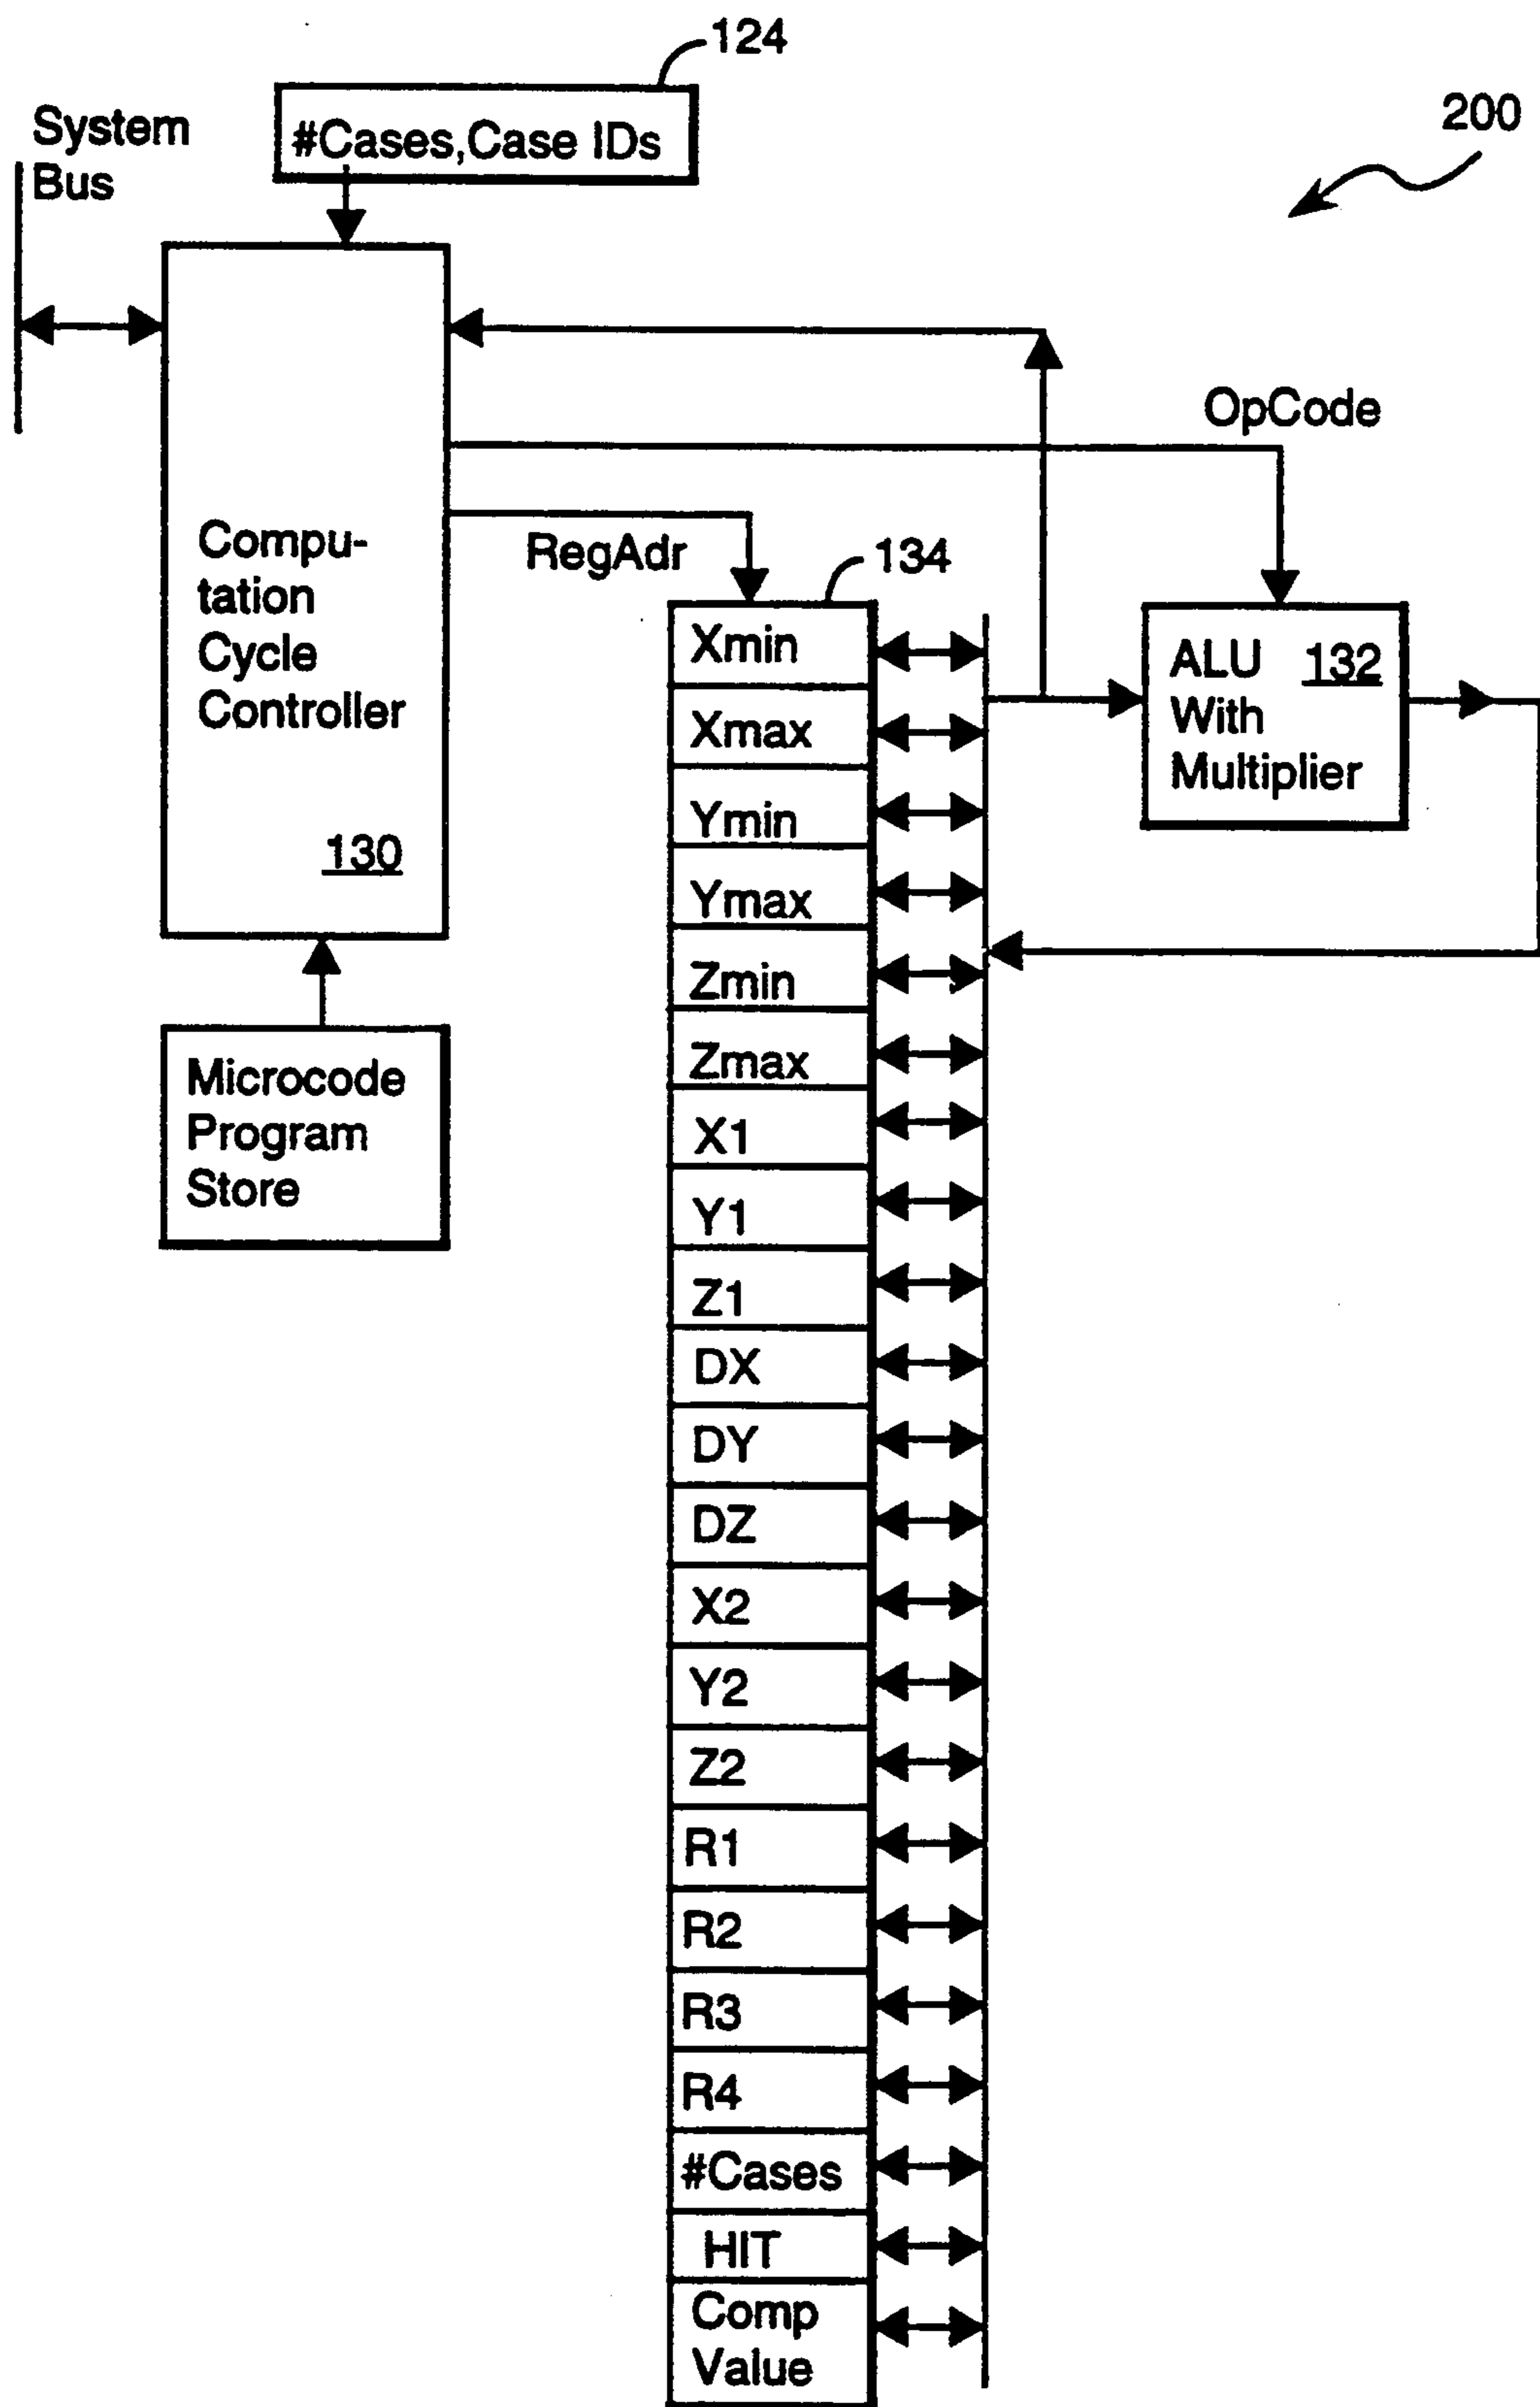 124
System
Bus
#Cases,Case IDs
200
OpCode
Compu-
tation
Cycle
Controller
130
RegAdr
134
Xmin
Xmax
Ymin
Ymax
Zmin
Zmax
X1
Y1
Z1
DX
DY
DZ
X2
Y2
Z2
R1
R2
R3
R4
#Cases
HIT
Comp
Value
ALU 132
With
Multiplier
Microcode
Program
Store